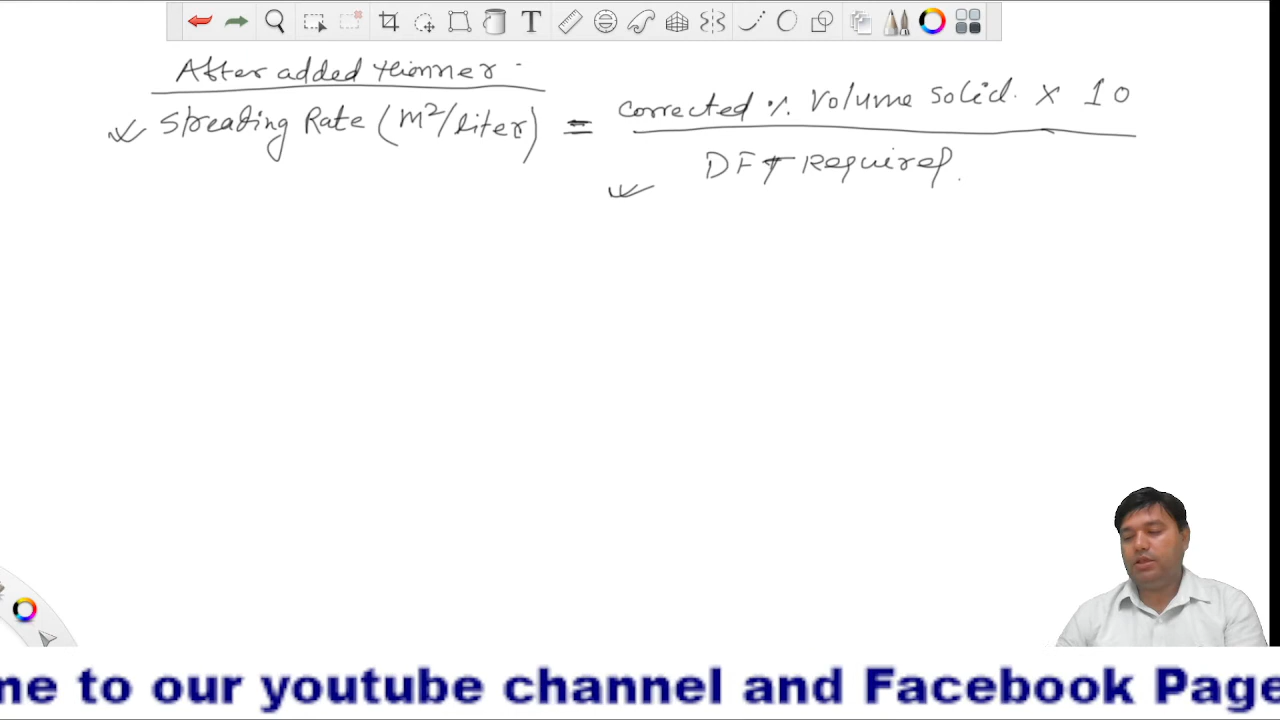 After added thinner
Streading Rate (M²/liter) = corrected % Volume solid. × 10
DFT Required.
me to our youtube channel and Facebook Page